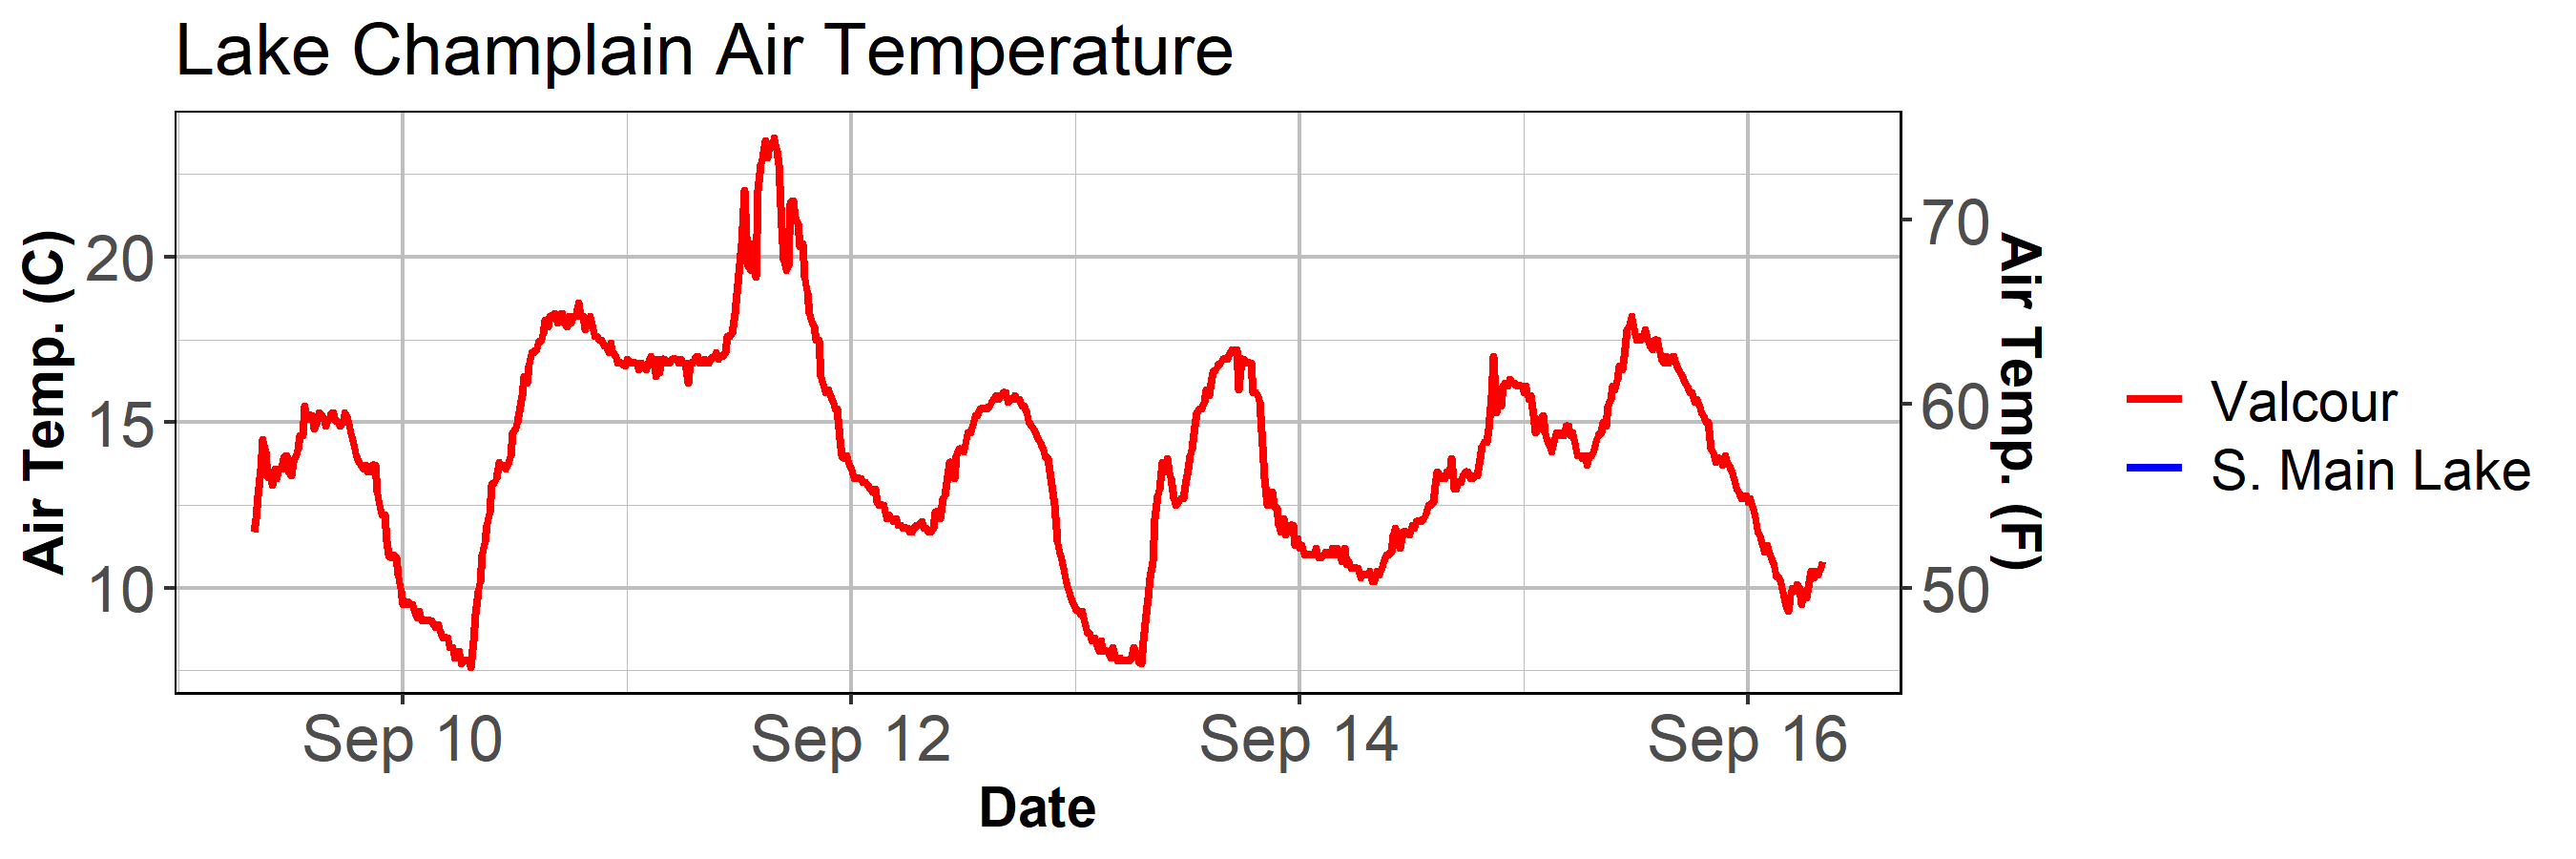 Lake Champlain Air Temperature
Air Temp. (C)
20
15
10
70
60
50
Air Temp. (F)
Sep 10
Sep 12
Sep 14
Sep 16
Date
Valcour
S. Main Lake